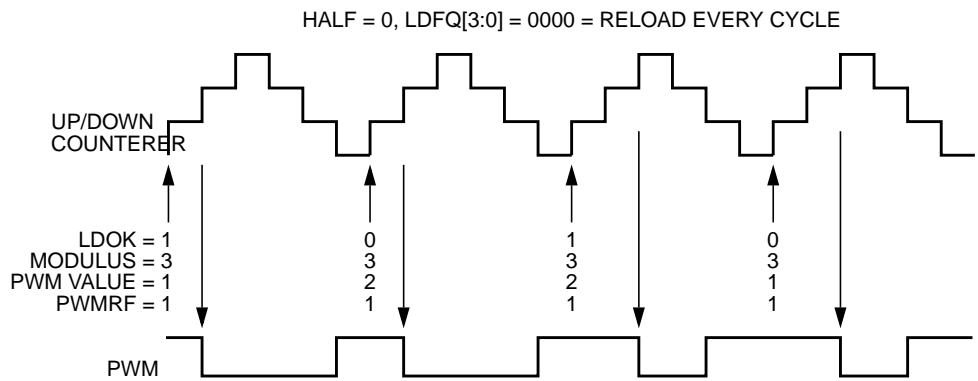 HALF = 0, LDFQ[3:0] = 0000 = RELOAD EVERY CYCLE
UP/DOWN
COUNTERER
LDOK = 1 0 1 0
MODULUS = 3 3 3 3
PWM VALUE = 1 2 2 1
PWMRF = 1 1 1 1
PWM